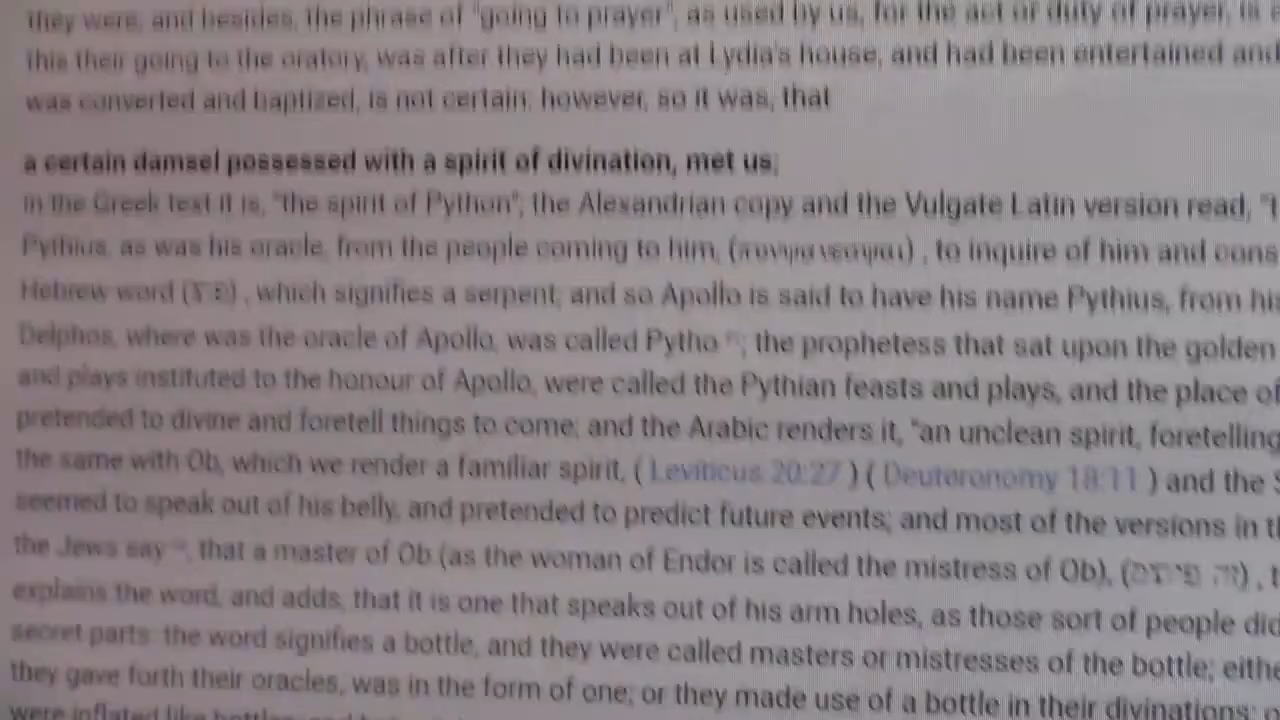 they were, and besides, the phrase of "going to prayer", as used by us, for the act or duty of prayer, is
this their going to the oratory, was after they had been at Lydia's house, and had been entertained and
was converted and baptized, is not certain; however, so it was, that
a certain damsel possessed with a spirit of divination, met us;
in the Greek text it is, "the spirit of Python"; the Alexandrian copy and the Vulgate Latin version read,
Pythius, as was his oracle, from the people coming to him, to inquire of him and
Hebrew word , which signifies a serpent; and so Apollo is said to have his name Pythius, from
Delphos, where was the oracle of Apollo, was called Pytho ; the prophetess that sat upon the golden
and plays instituted to the honour of Apollo, were called the Pythian feasts and plays, and the place of
pretended to divine and foretell things to come; and the Arabic renders it, "an unclean spirit, foretelling
the same with Ob, which we render a familiar spirit, ( Leviticus 20:27 ) ( Deuteronomy 18:11 ) and the
seemed to speak out of his belly, and pretended to predict future events; and most of the versions in
the Jews say , that a master of Ob (as the woman of Endor is called the mistress of Ob),
explains the word, and adds, that it is one that speaks out of his arm holes, as those sort of people did
secret parts: the word signifies a bottle, and they were called masters or mistresses of the bottle;
they gave forth their oracles, was in the form of one; or they made use of a bottle in their divinations;
were inflated like bottles